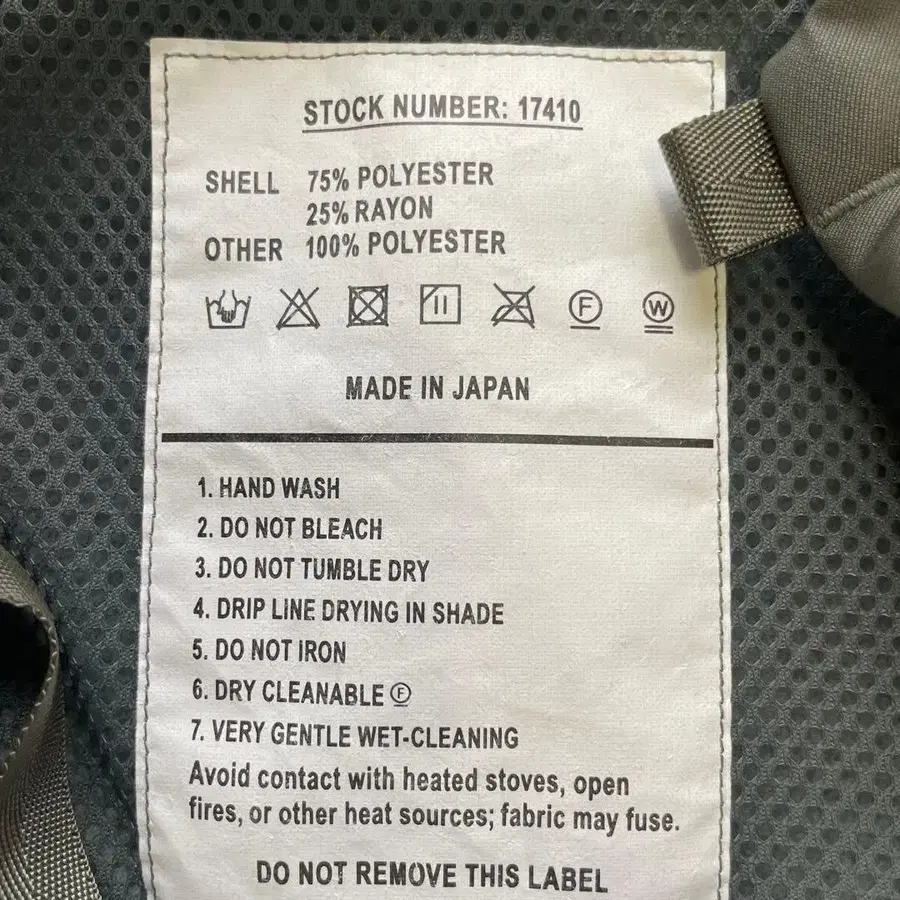 STOCK NUMBER: 17410
SHELL 75% POLYESTER
25% RAYON
OTHER 100% POLYESTER
F W
MADE IN JAPAN
1. HAND WASH
2. DO NOT BLEACH
3. DO NOT TUMBLE DRY
4. DRIP LINE DRYING IN SHADE
5. DO NOT IRON
6. DRY CLEANABLE Ⓕ
7. VERY GENTLE WET-CLEANING
Avoid contact with heated stoves, open
fires, or other heat sources; fabric may fuse.
DO NOT REMOVE THIS LABEL